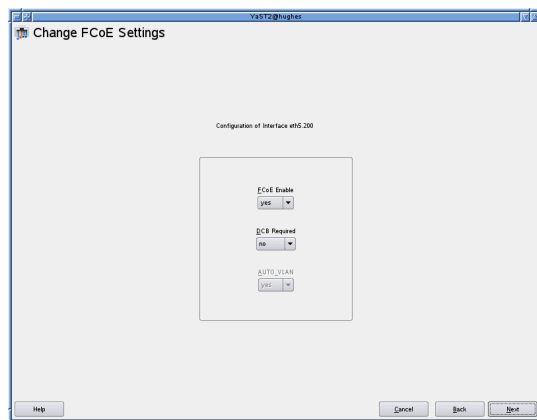 YaST2@hughes
Change FCoE Settings
Configuration of Interface eth5.200
FCoE Enable
yes
DCB Required
no
AUTO_VLAN
yes
Help
Cancel
Back
Next